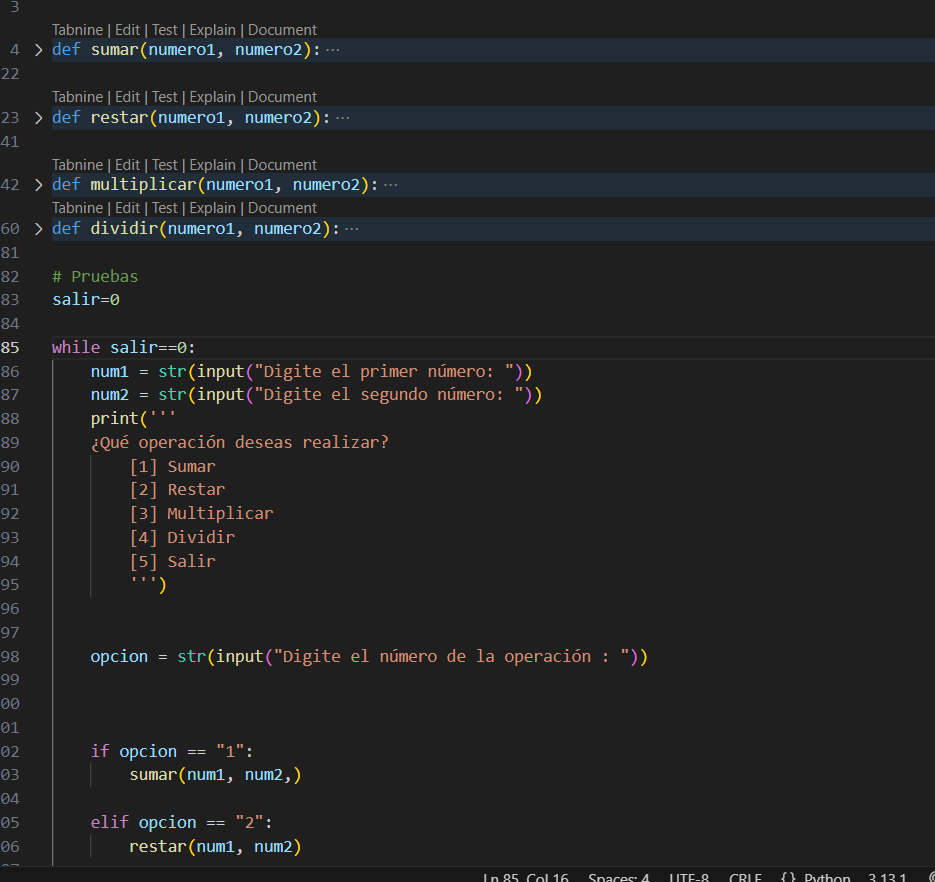 3
Tabnine | Edit | Test | Explain | Document
4 > def sumar(numero1, numero2): ···
22
Tabnine | Edit | Test | Explain | Document
23 > def restar(numero1, numero2): ···
41
Tabnine | Edit | Test | Explain | Document
42 > def multiplicar(numero1, numero2): ···
Tabnine | Edit | Test | Explain | Document
60 > def dividir(numero1, numero2): ···
81
82 # Pruebas
83 salir=0
84
85 while salir==0:
86     num1 = str(input("Digite el primer número: "))
87     num2 = str(input("Digite el segundo número: "))
88     print('''
89     ¿Qué operación deseas realizar?
90         [1] Sumar
91         [2] Restar
92         [3] Multiplicar
93         [4] Dividir
94         [5] Salir
95         ''')
96
97
98     opcion = str(input("Digite el número de la operación : "))
99
00
01
02     if opcion == "1":
03         sumar(num1, num2,)
04
05     elif opcion == "2":
06         restar(num1, num2)
Ln 85, Col 16 Spaces: 4 UTF-8 CRLF {} Python 3.13.1